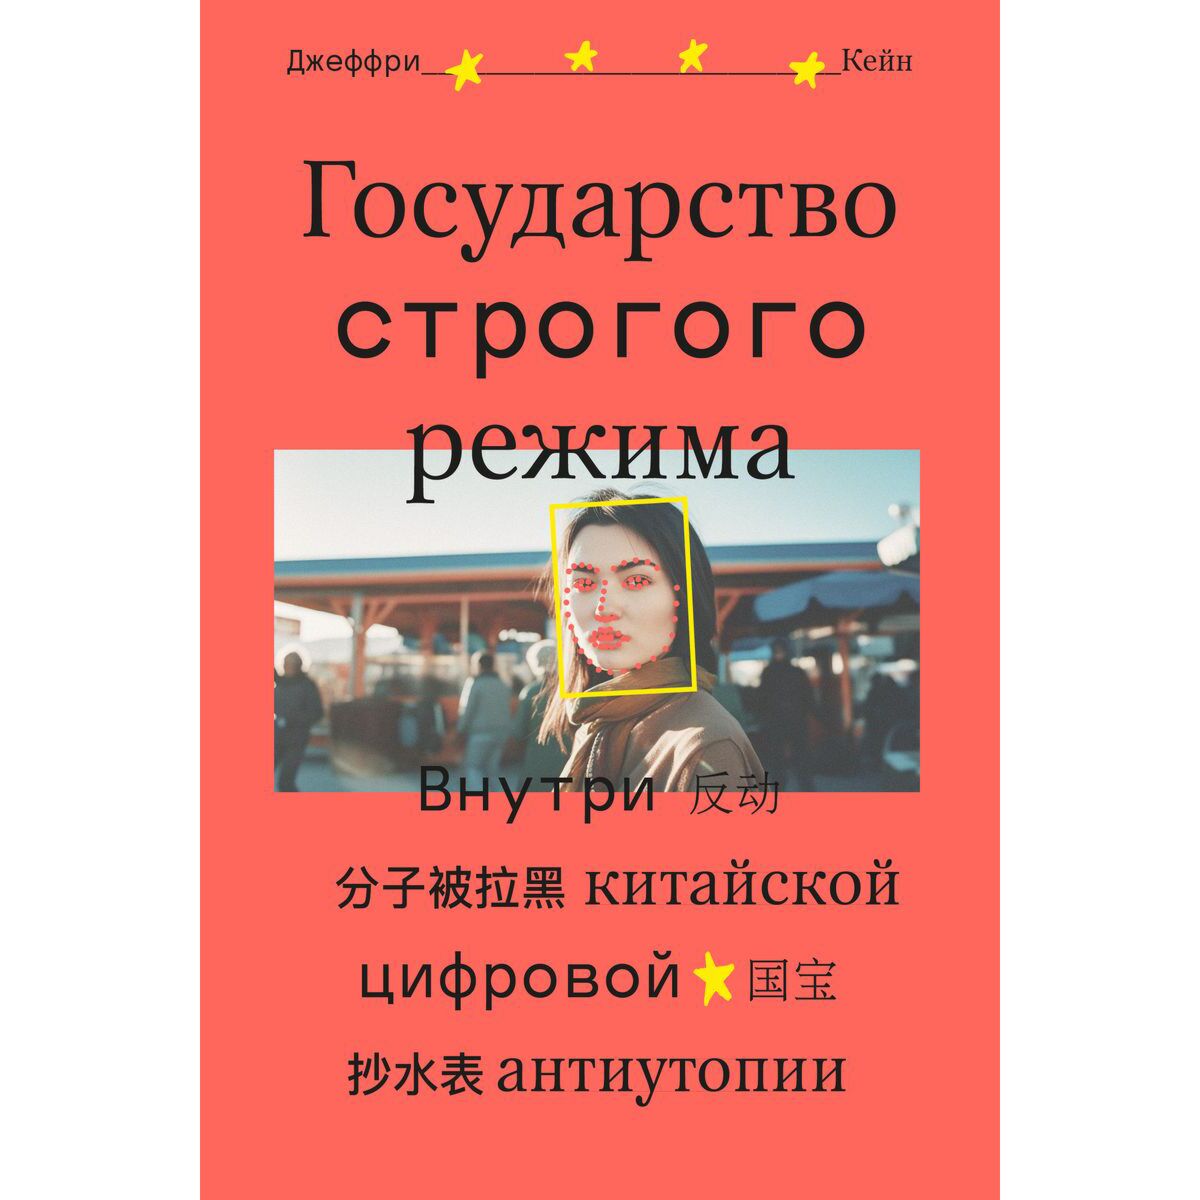 Джеффри Кейн
Государство
строгого
режима
Внутри 反动
分子被拉黑 китайской
цифровой 国宝
抄水表 антиутопии